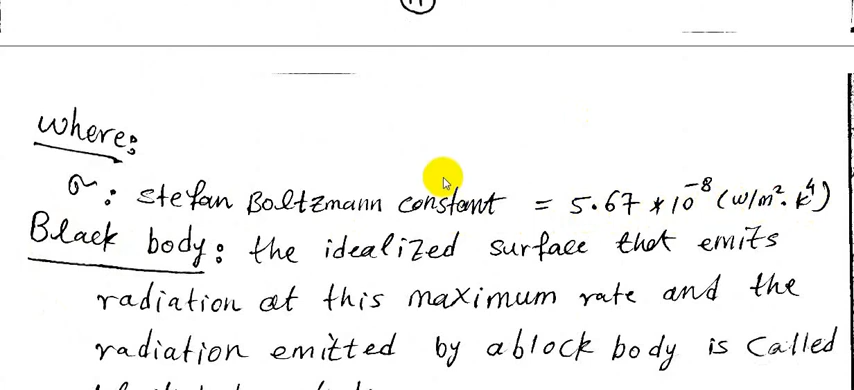 where:
σ: stefan Boltzmann constant = 5.67 * 10⁻⁸ (w/m². k⁴)
Black body: the idealized surface that emits
radiation at this maximum rate and the
radiation emitted by a block body is called